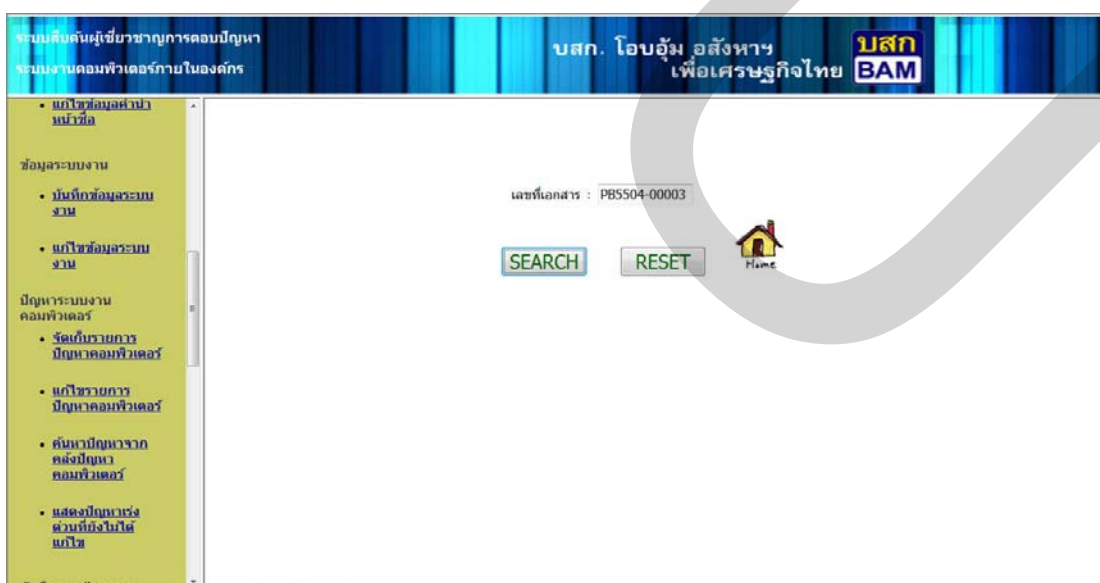 ระบบสืบค้นผู้เชี่ยวชาญการตอบปัญหา
ระบบงานคอมพิวเตอร์ภายในองค์กร
บสก. โอบอุ้ม อสังหาฯ
เพื่อเศรษฐกิจไทย
บสก
BAM
แก้ไขข้อมูลคำนำ
หน้าชื่อ
ข้อมูลระบบงาน
บันทึกข้อมูลระบบ
งาน
แก้ไขข้อมูลระบบ
งาน
ปัญหาระบบงาน
คอมพิวเตอร์
จัดเก็บรายการ
ปัญหาคอมพิวเตอร์
แก้ไขรายการ
ปัญหาคอมพิวเตอร์
ค้นหาปัญหาจาก
คลังปัญหา
คอมพิวเตอร์
แสดงปัญหาเร่ง
ด่วนที่ยังไม่ได้
แก้ไข
เลขที่เอกสาร : PB5504-00003
SEARCH RESET
Home